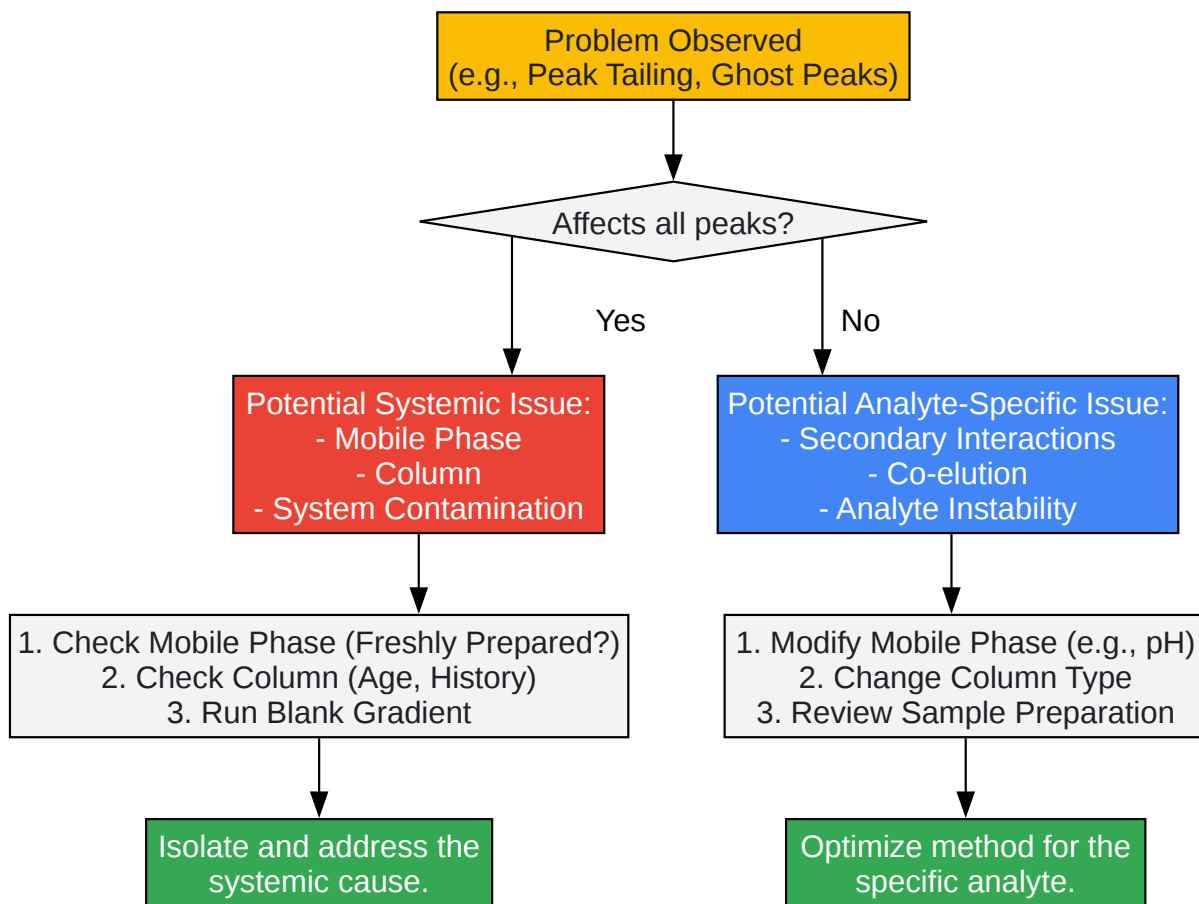 Problem Observed
(e.g., Peak Tailing, Ghost Peaks)
Affects all peaks?
Yes
No
Potential Systemic Issue:
- Mobile Phase
- Column
- System Contamination
Potential Analyte-Specific Issue:
- Secondary Interactions
- Co-elution
- Analyte Instability
1. Check Mobile Phase (Freshly Prepared?)
2. Check Column (Age, History)
3. Run Blank Gradient
1. Modify Mobile Phase (e.g., pH)
2. Change Column Type
3. Review Sample Preparation
Isolate and address the
systemic cause.
Optimize method for the
specific analyte.